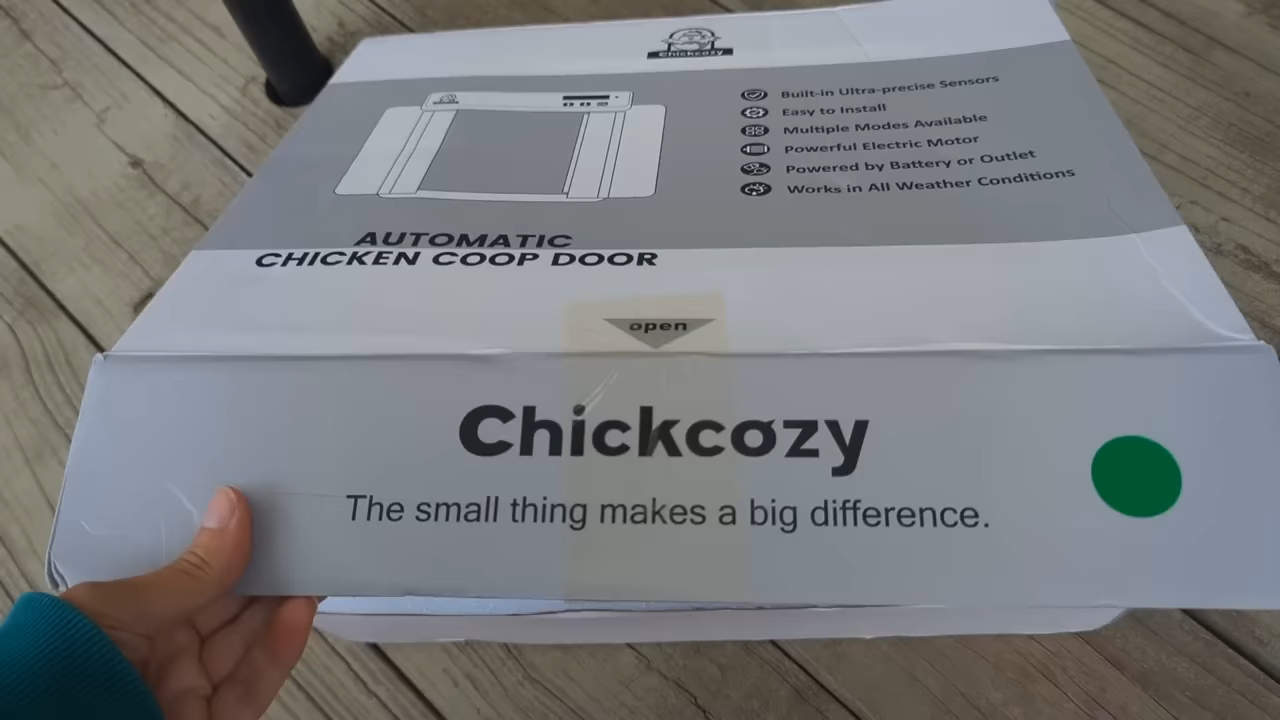 Chickcozy
Built-in Ultra-precise Sensors
Easy to Install
Multiple Modes Available
Powerful Electric Motor
Powered by Battery or Outlet
Works in All Weather Conditions
AUTOMATIC
CHICKEN COOP DOOR
open
Chickcozy
The small thing makes a big difference.